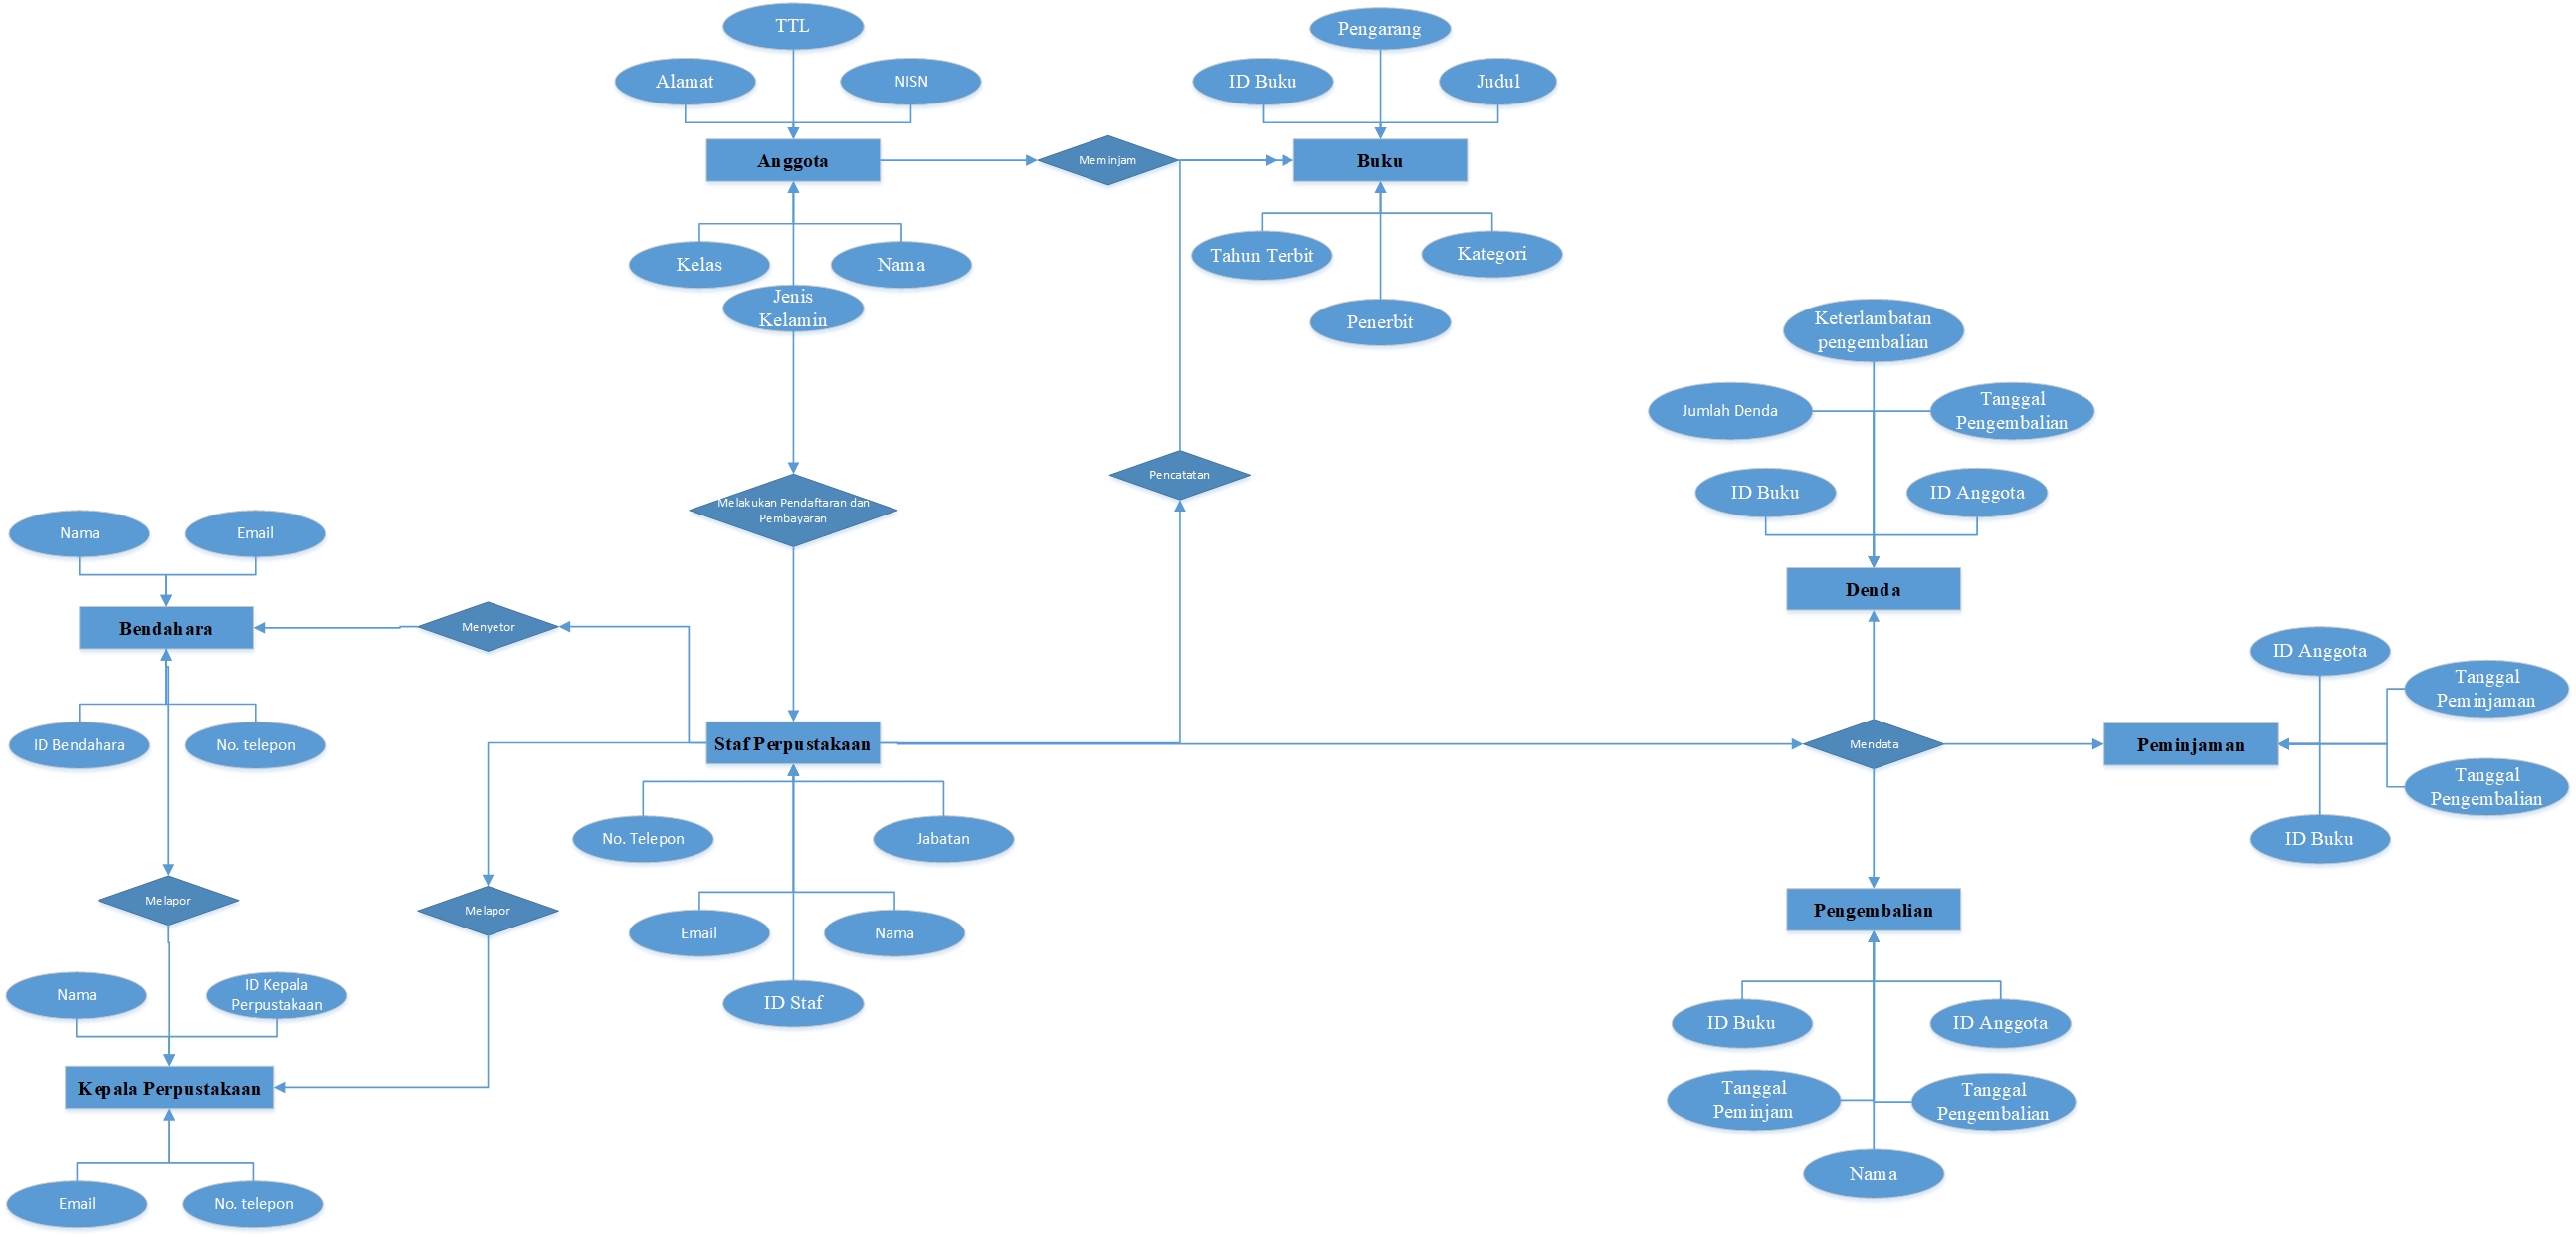 TTL
Alamat
NISN
Anggota
Kelas
Nama
Jenis
Kelamin
Meminjam
Pengarang
ID Buku
Judul
Buku
Tahun Terbit
Kategori
Penerbit
Melakukan Pendaftaran dan
Pembayaran
Pencatatan
Keterlambatan
pengembalian
Jumlah Denda
Tanggal
Pengembalian
ID Buku
ID Anggota
Denda
Nama
Email
Bendahara
ID Bendahara
No. telepon
Menyetor
Staf Perpustakaan
No. Telepon
Jabatan
Email
Nama
ID Staf
Mendata
Peminjaman
ID Anggota
Tanggal
Peminjaman
Tanggal
Pengembalian
ID Buku
Melapor
Melapor
Nama
ID Kepala
Perpustakaan
Kepala Perpustakaan
Email
No. telepon
Pengembalian
ID Buku
ID Anggota
Tanggal
Peminjam
Tanggal
Pengembalian
Nama